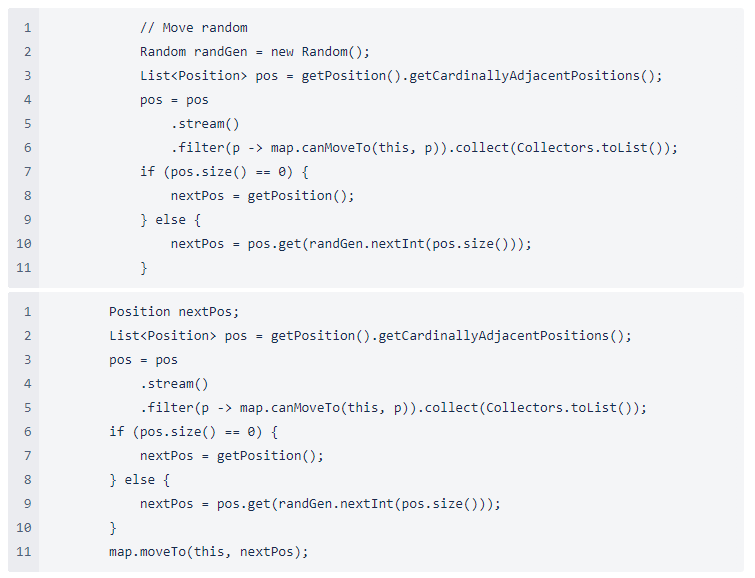 1 // Move random
2 Random randGen = new Random();
3 List<Position> pos = getPosition().getCardinallyAdjacentPositions();
4 pos = pos
5 .stream()
6 .filter(p -> map.canMoveTo(this, p)).collect(Collectors.toList());
7 if (pos.size() == 0) {
8 nextPos = getPosition();
9 } else {
10 nextPos = pos.get(randGen.nextInt(pos.size()));
11 }
1 Position nextPos;
2 List<Position> pos = getPosition().getCardinallyAdjacentPositions();
3 pos = pos
4 .stream()
5 .filter(p -> map.canMoveTo(this, p)).collect(Collectors.toList());
6 if (pos.size() == 0) {
7 nextPos = getPosition();
8 } else {
9 nextPos = pos.get(randGen.nextInt(pos.size()));
10 }
11 map.moveTo(this, nextPos);